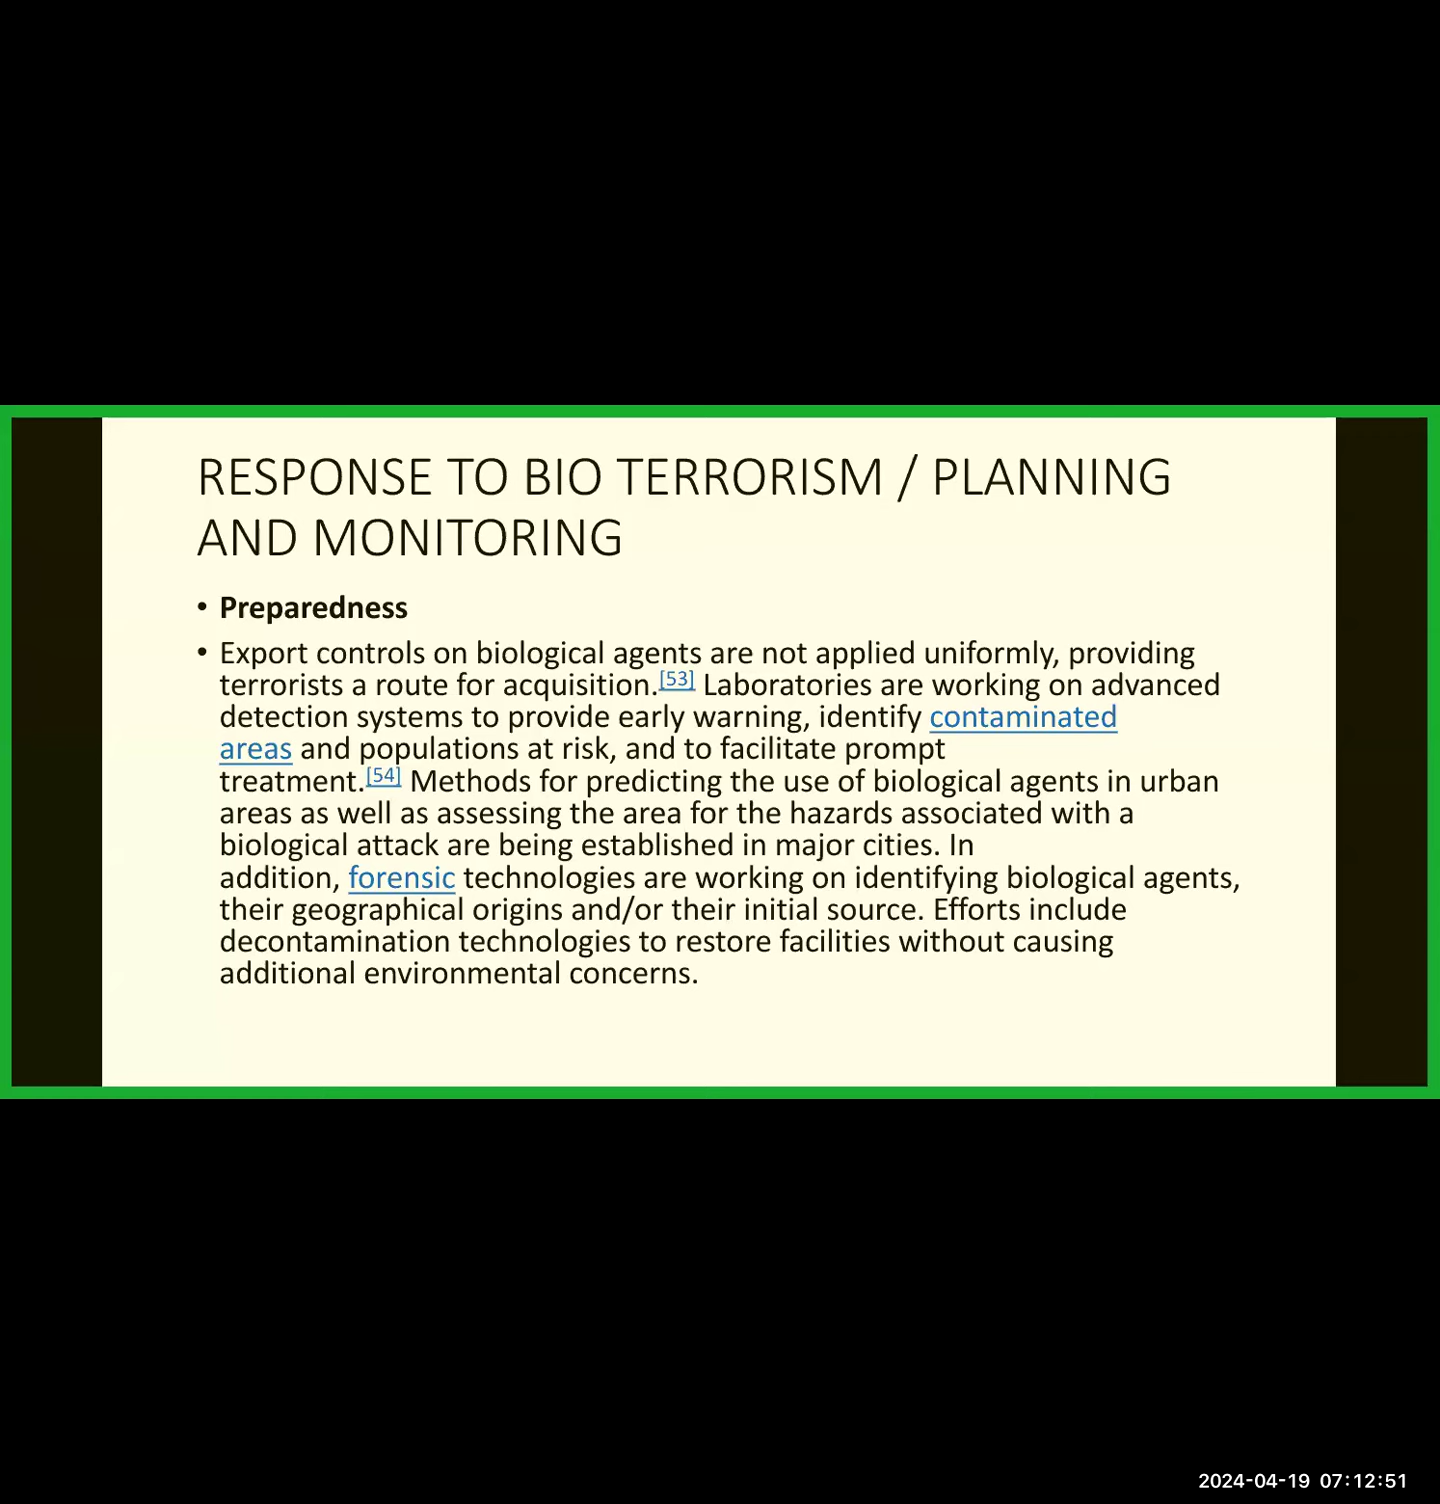 RESPONSE TO BIO TERRORISM / PLANNING
AND MONITORING
• Preparedness
• Export controls on biological agents are not applied uniformly, providing
terrorists a route for acquisition.[53] Laboratories are working on advanced
detection systems to provide early warning, identify contaminated
areas and populations at risk, and to facilitate prompt
treatment.[54] Methods for predicting the use of biological agents in urban
areas as well as assessing the area for the hazards associated with a
biological attack are being established in major cities. In
addition, forensic technologies are working on identifying biological agents,
their geographical origins and/or their initial source. Efforts include
decontamination technologies to restore facilities without causing
additional environmental concerns.
2024-04-19 07:12:51